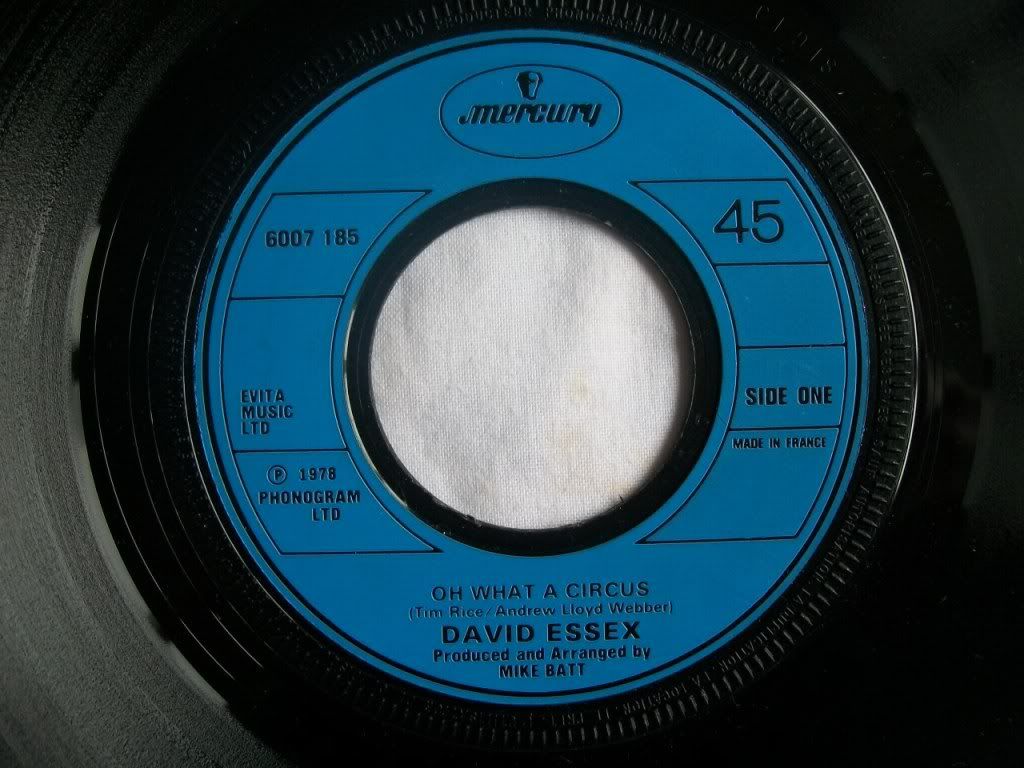 mercury
6007 185
45
EVITA
MUSIC
LTD
SIDE ONE
MADE IN FRANCE
Ⓟ 1978
PHONOGRAM
LTD
OH WHAT A CIRCUS
(Tim Rice/Andrew Lloyd Webber)
DAVID ESSEX
Produced and Arranged by
MIKE BATT